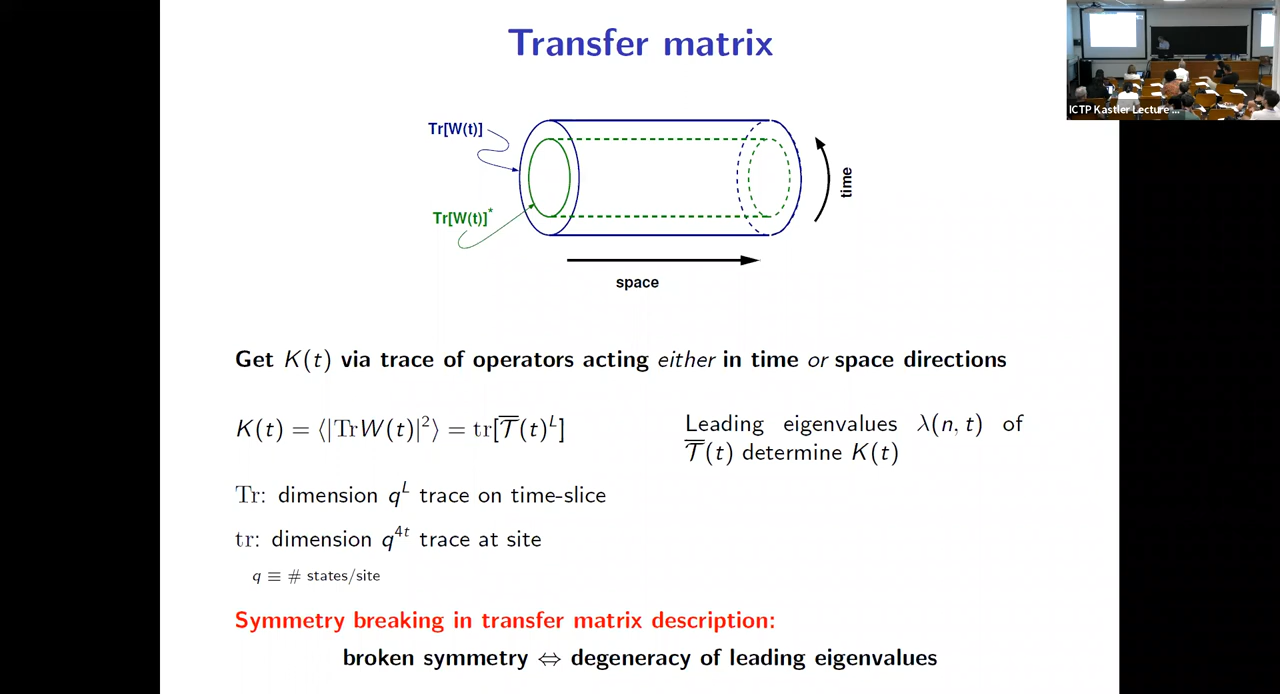 Transfer matrix
ICTP Kastler Lecture ...
Tr[W(t)]
Tr[W(t)]*
time
space
Get K(t) via trace of operators acting either in time or space directions
K(t) = ⟨|TrW(t)|²⟩ = tr[𝒯̅(t)ᴸ]
Leading eigenvalues λ(n, t) of
𝒯̅(t) determine K(t)
Tr: dimension qᴸ trace on time-slice
tr: dimension q⁴ᵗ trace at site
q ≡ # states/site
Symmetry breaking in transfer matrix description:
broken symmetry ⇔ degeneracy of leading eigenvalues